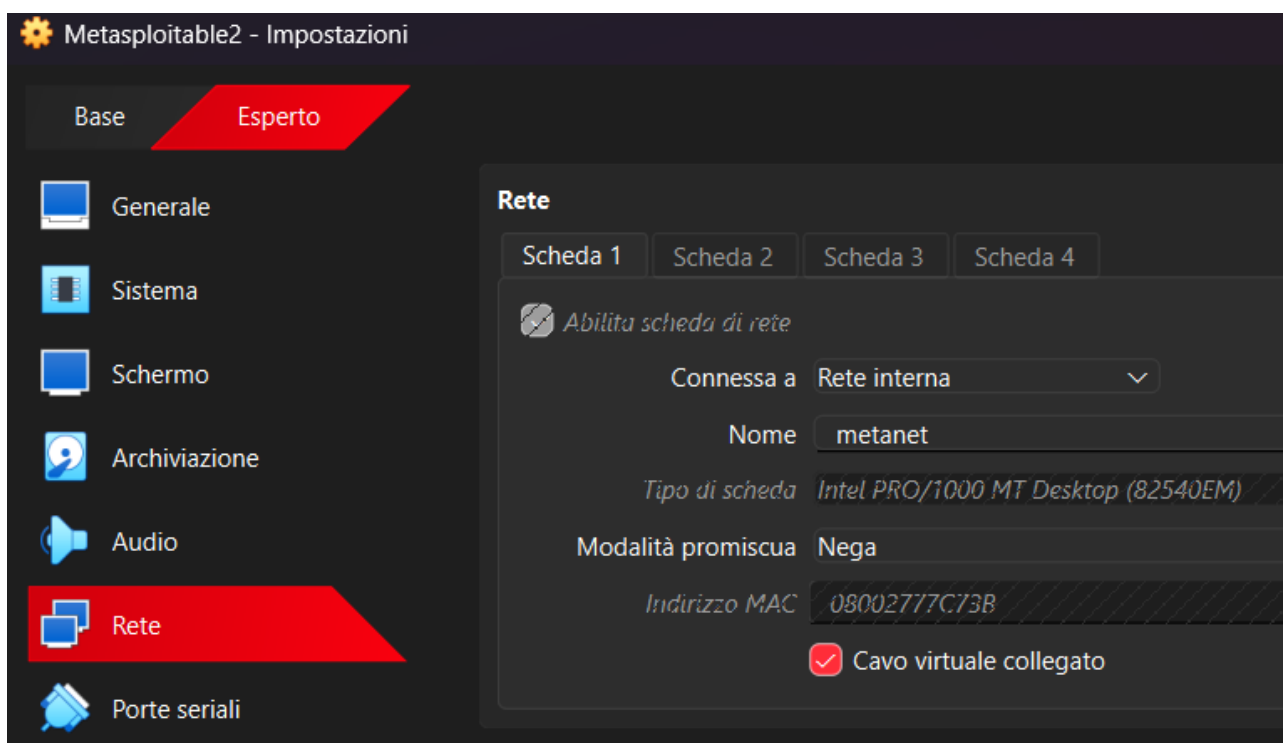 Metasploitable2 - Impostazioni
Base Esperto
Generale
Sistema
Schermo
Archiviazione
Audio
Rete
Porte seriali
Rete
Scheda 1 Scheda 2 Scheda 3 Scheda 4
Abilita scheda di rete
Connessa a Rete interna
Nome metanet
Tipo di scheda Intel PRO/1000 MT Desktop (82540EM)
Modalità promiscua Nega
Indirizzo MAC 08002777C73B
Cavo virtuale collegato